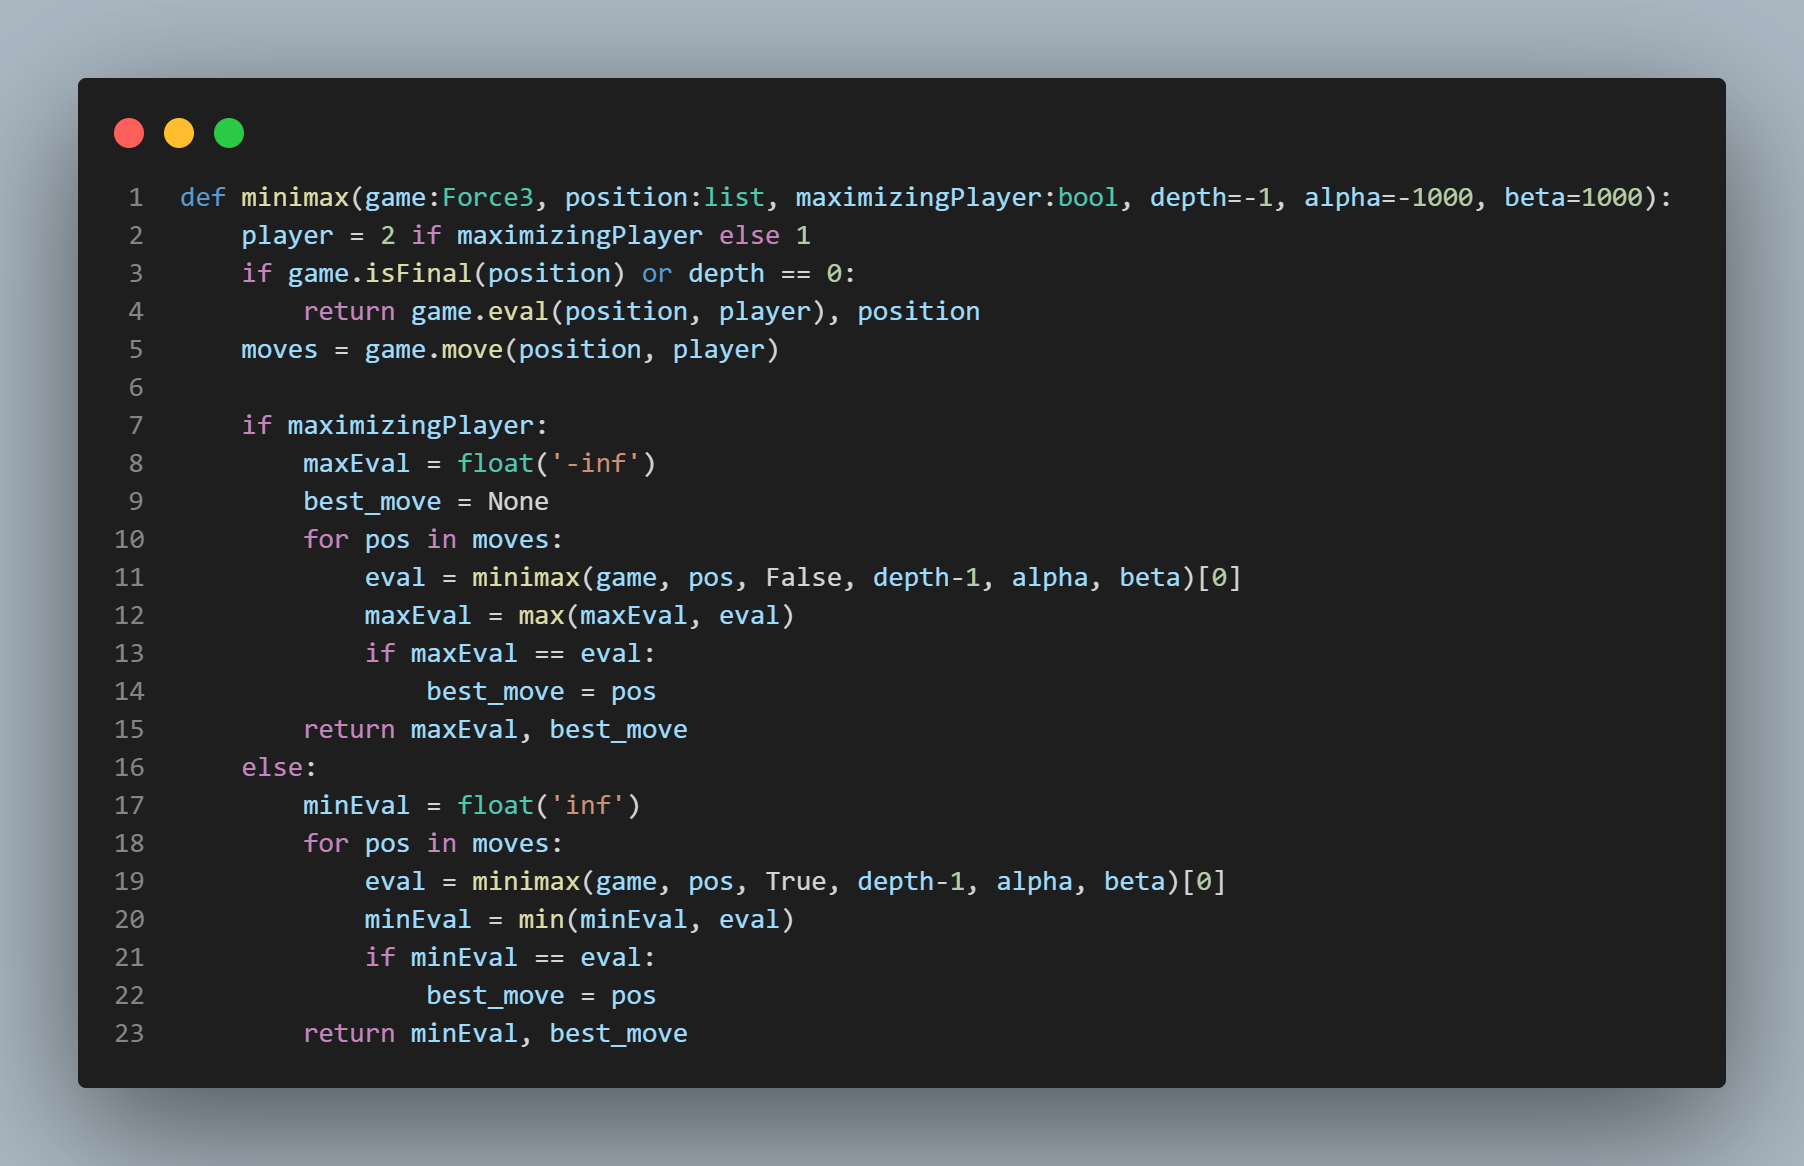 1 def minimax(game:Force3, position:list, maximizingPlayer:bool, depth=-1, alpha=-1000, beta=1000):
2     player = 2 if maximizingPlayer else 1
3     if game.isFinal(position) or depth == 0:
4         return game.eval(position, player), position
5     moves = game.move(position, player)
6
7     if maximizingPlayer:
8         maxEval = float('-inf')
9         best_move = None
10         for pos in moves:
11             eval = minimax(game, pos, False, depth-1, alpha, beta)[0]
12             maxEval = max(maxEval, eval)
13             if maxEval == eval:
14                 best_move = pos
15         return maxEval, best_move
16     else:
17         minEval = float('inf')
18         for pos in moves:
19             eval = minimax(game, pos, True, depth-1, alpha, beta)[0]
20             minEval = min(minEval, eval)
21             if minEval == eval:
22                 best_move = pos
23         return minEval, best_move